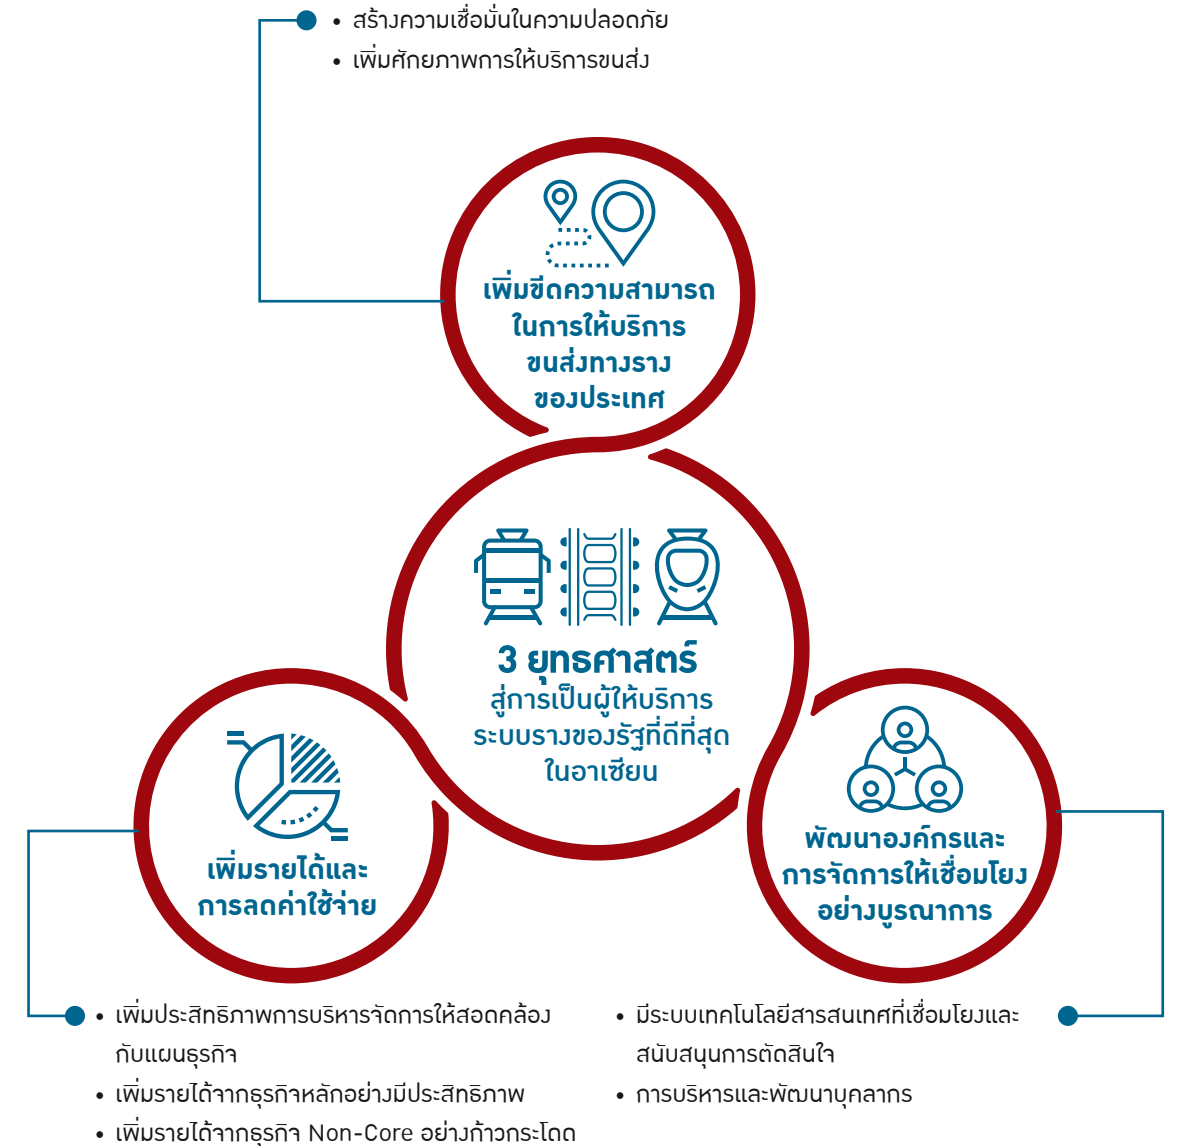 • สร้างความเชื่อมั่นในความปลอดภัย
• เพิ่มศักยภาพการให้บริการขนส่ง
เพิ่มขีดความสามารถ
ในการให้บริการ
ขนส่งทางราง
ของประเทศ
3 ยุทธศาสตร์
สู่การเป็นผู้ให้บริการ
ระบบรางของรัฐที่ดีที่สุด
ในอาเซียน
เพิ่มรายได้และ
การลดค่าใช้จ่าย
พัฒนาองค์กรและ
การจัดการให้เชื่อมโยง
อย่างบูรณาการ
• เพิ่มประสิทธิภาพการบริหารจัดการให้สอดคล้อง
กับแผนธุรกิจ
• เพิ่มรายได้จากธุรกิจหลักอย่างมีประสิทธิภาพ
• เพิ่มรายได้จากธุรกิจ Non-Core อย่างก้าวกระโดด
• มีระบบเทคโนโลยีสารสนเทศที่เชื่อมโยงและ
สนับสนุนการตัดสินใจ
• การบริหารและพัฒนาบุคลากร